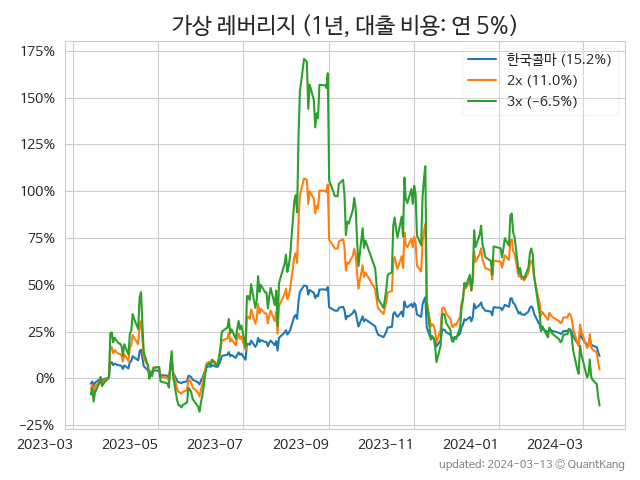 가상 레버리지 (1년, 대출 비용: 연 5%)
175%
150%
125%
100%
75%
50%
25%
0%
−25%
한국콜마 (15.2%)
2x (11.0%)
3x (-6.5%)
2023-03 2023-05 2023-07 2023-09 2023-11 2024-01 2024-03
updated: 2024-03-13 © QuantKang